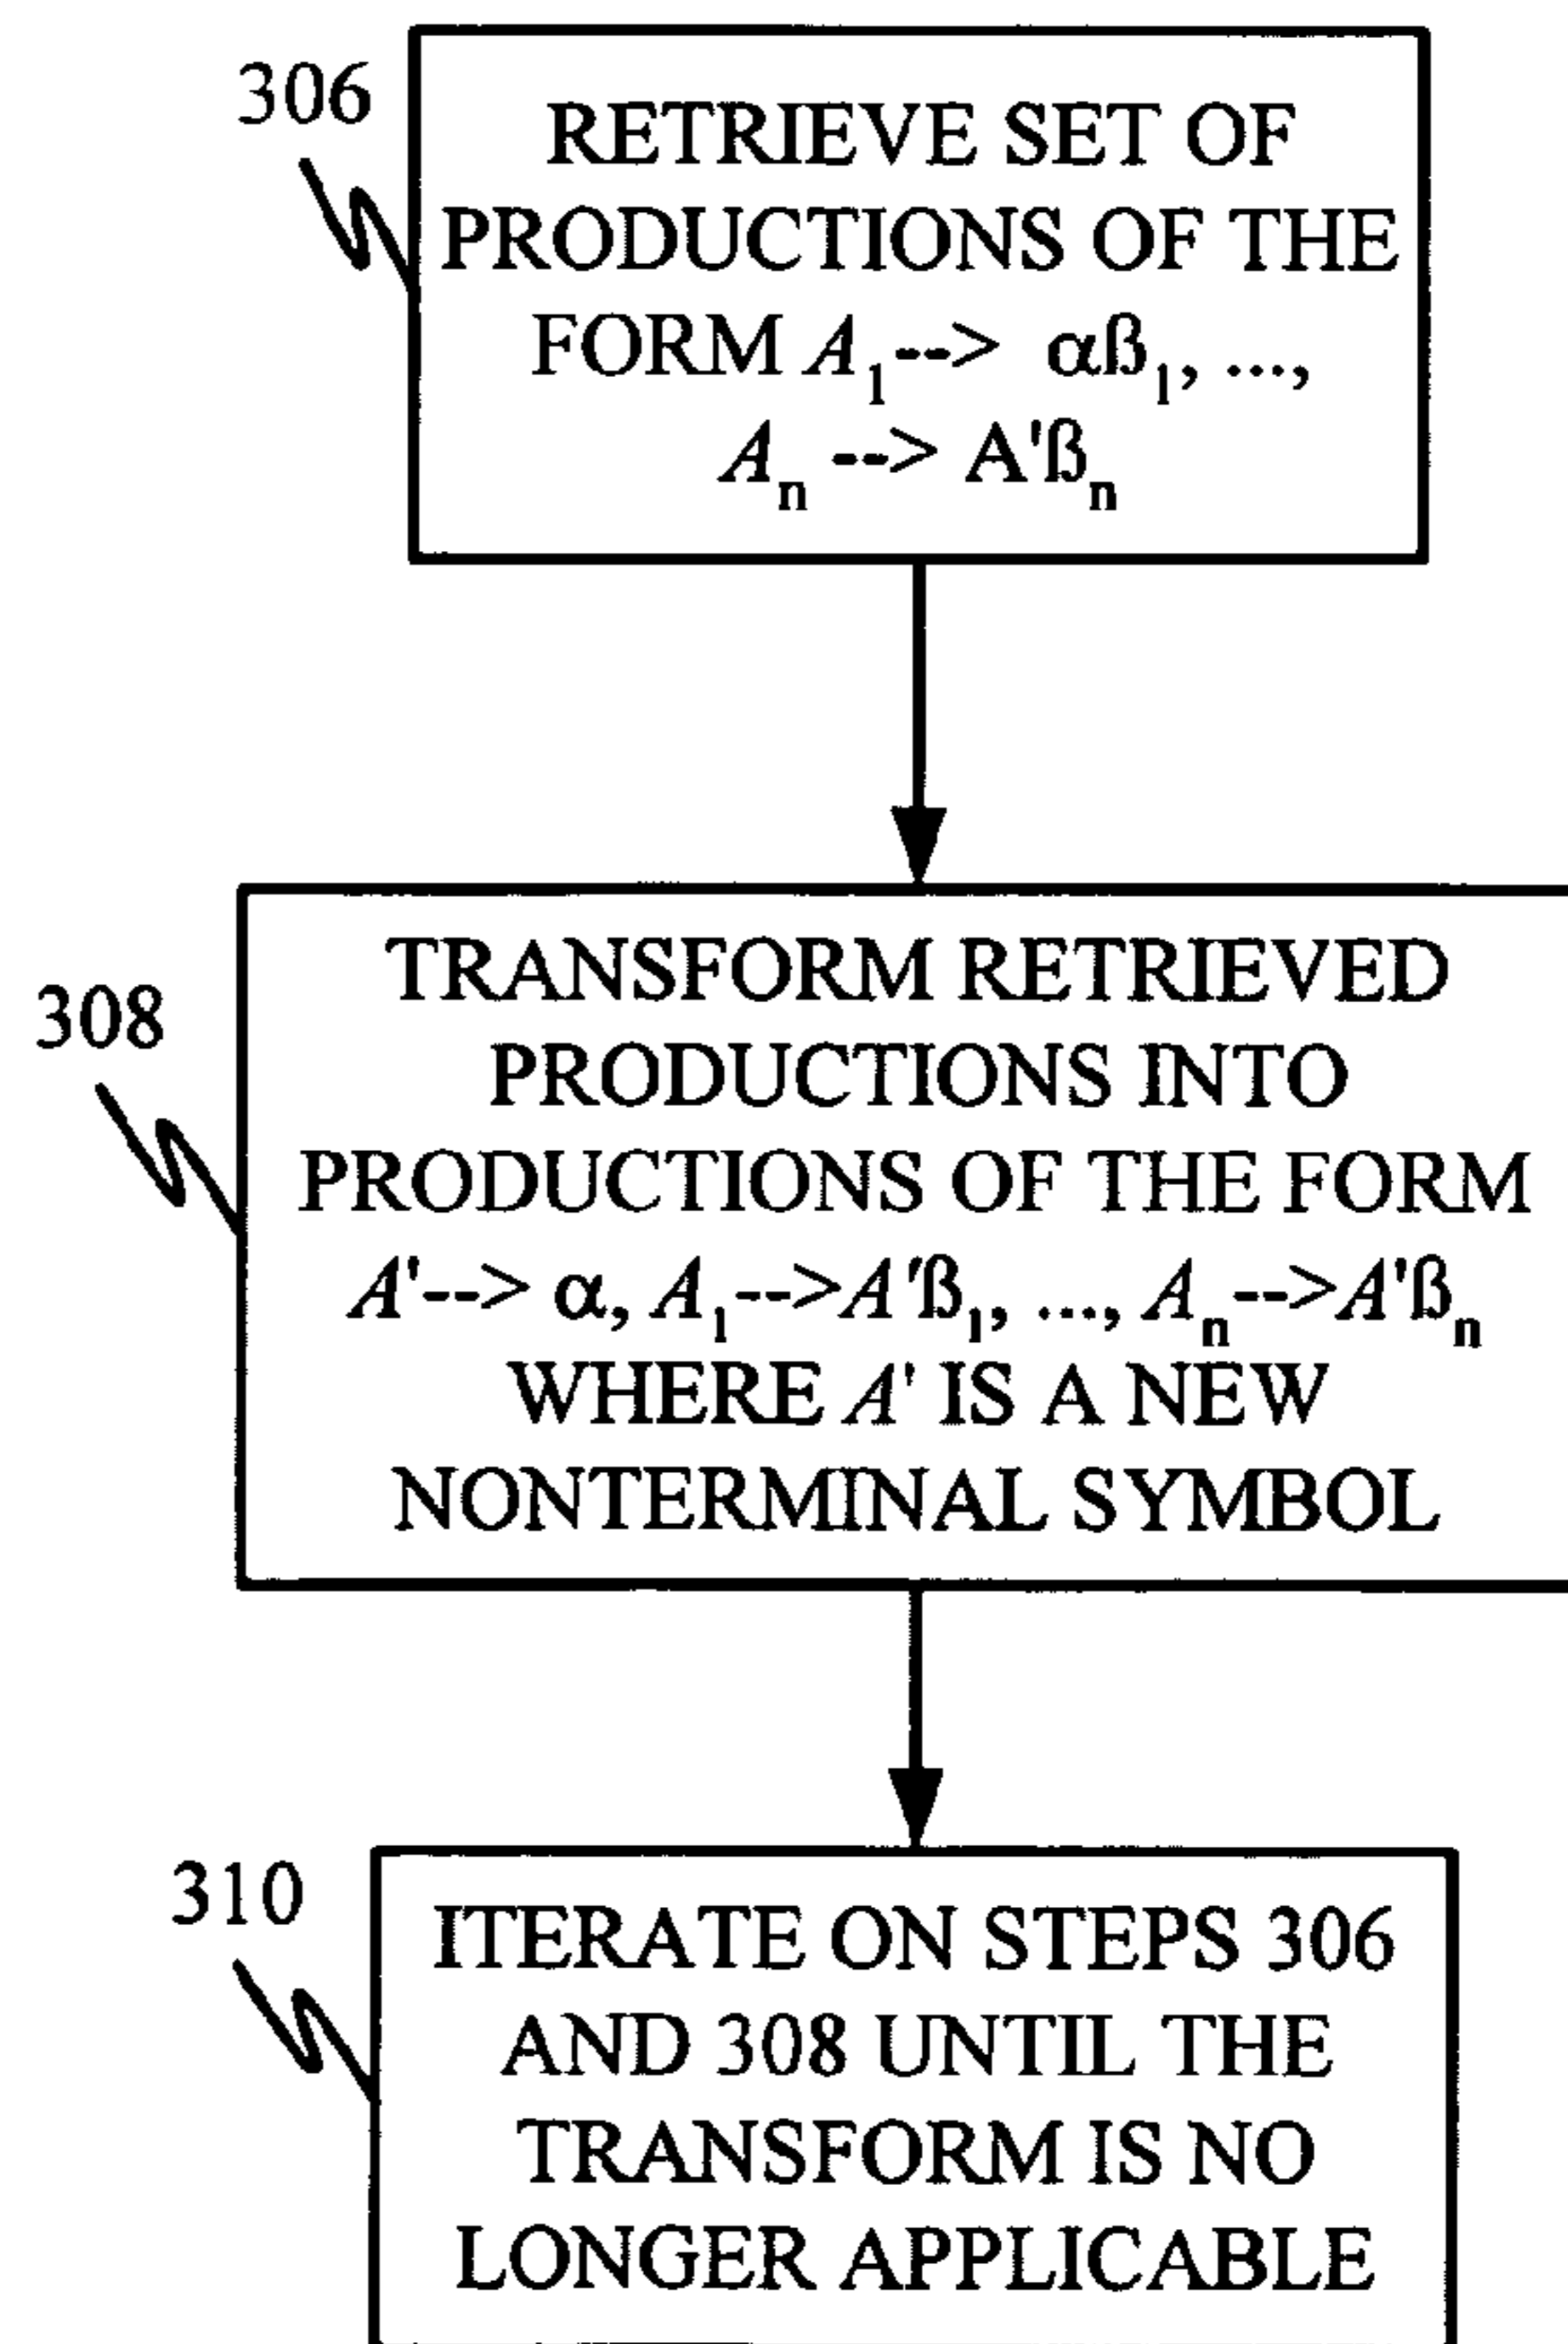 306
RETRIEVE SET OF
PRODUCTIONS OF THE
FORM A₁--> αß₁, ...,
Aₙ --> A'ßₙ
308
TRANSFORM RETRIEVED
PRODUCTIONS INTO
PRODUCTIONS OF THE FORM
A'--> α, A₁-->A'ß₁, ..., Aₙ-->A'ßₙ
WHERE A' IS A NEW
NONTERMINAL SYMBOL
310
ITERATE ON STEPS 306
AND 308 UNTIL THE
TRANSFORM IS NO
LONGER APPLICABLE